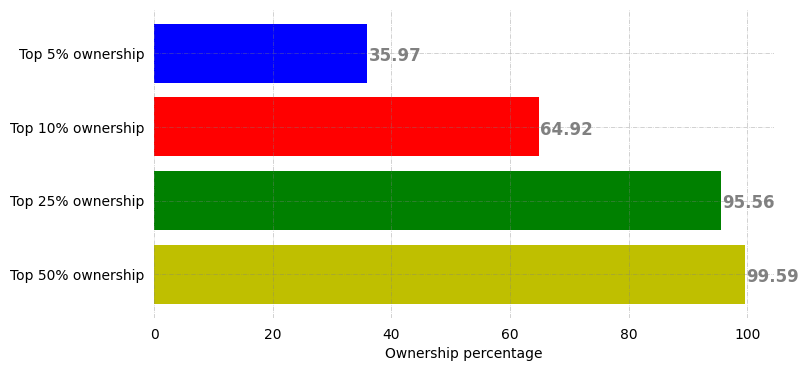 Top 5% ownership
35.97
Top 10% ownership
64.92
Top 25% ownership
95.56
Top 50% ownership
99.59
0 20 40 60 80 100
Ownership percentage